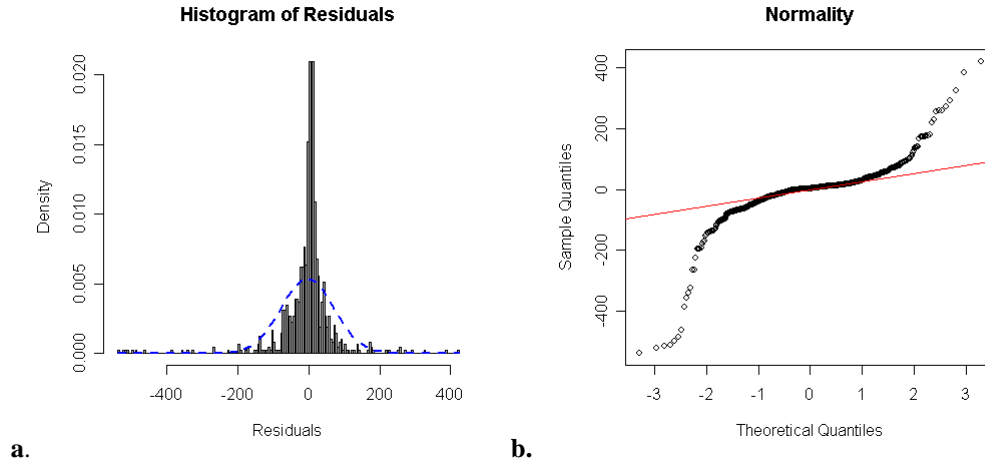 Histogram of Residuals
Density
0.000 0.005 0.010 0.015 0.020
-400 -200 0 200 400
Residuals
a.
Normality
Sample Quantiles
-400 -200 0 200 400
-3 -2 -1 0 1 2 3
Theoretical Quantiles
b.